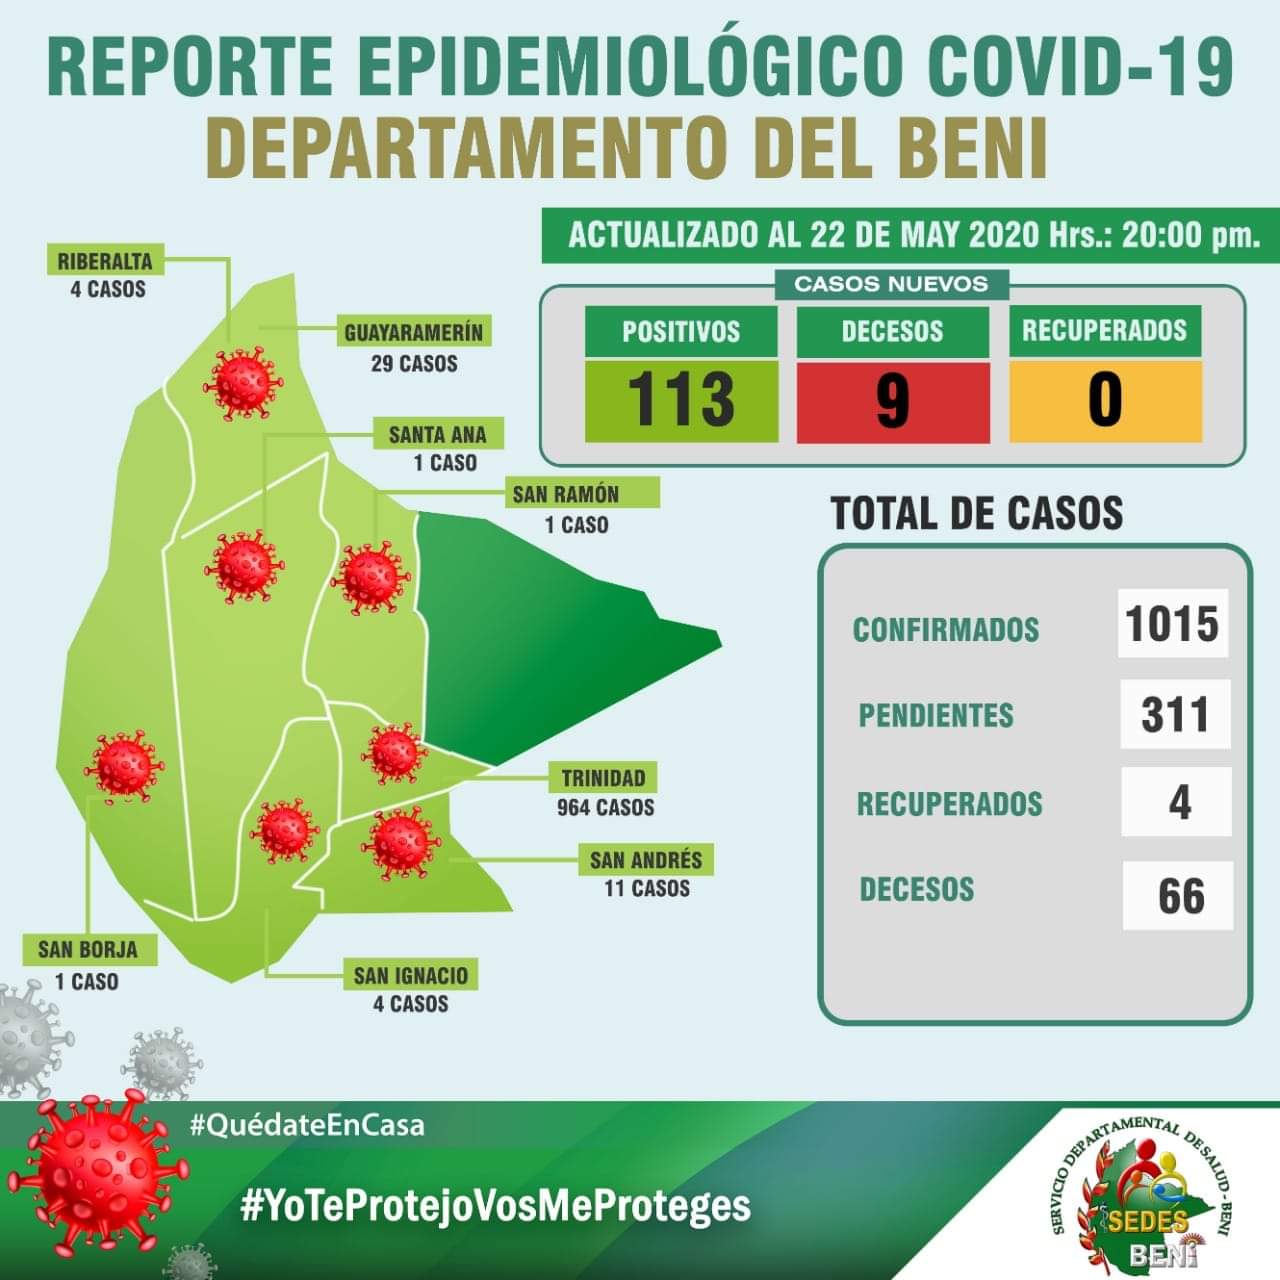 REPORTE EPIDEMIOLÓGICO COVID-19
DEPARTAMENTO DEL BENI
ACTUALIZADO AL 22 DE MAY 2020 Hrs.: 20:00 pm.
CASOS NUEVOS
POSITIVOS
113
DECESOS
9
RECUPERADOS
0
RIBERALTA
4 CASOS
GUAYARAMERÍN
29 CASOS
SANTA ANA
1 CASO
SAN RAMÓN
1 CASO
TRINIDAD
964 CASOS
SAN ANDRÉS
11 CASOS
SAN BORJA
1 CASO
SAN IGNACIO
4 CASOS
TOTAL DE CASOS
CONFIRMADOS 1015
PENDIENTES 311
RECUPERADOS 4
DECESOS 66
#QuédateEnCasa
#YoTeProtejoVosMeProteges
SERVICIO DEPARTAMENTAL DE SALUD - BENI
SEDES
BENI